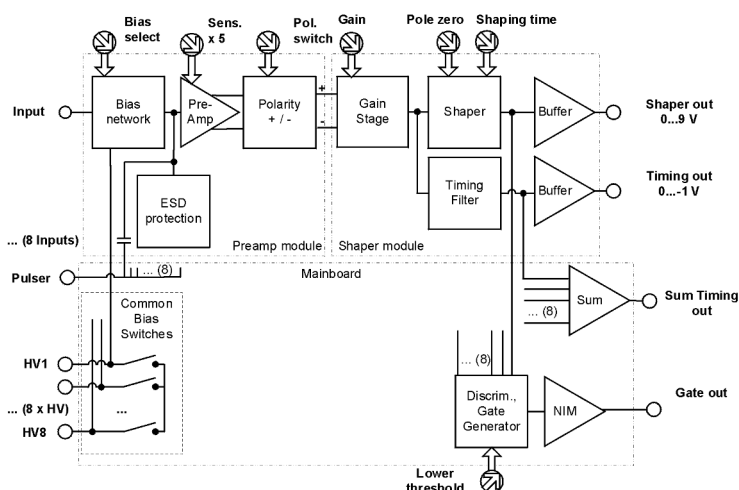 Bias
select
Sens.
x 5
Pol.
switch
Gain
Pole zero
Shaping time
Input
Bias
network
Pre-
Amp
Polarity
+ / -
+
-
Gain
Stage
Shaper
Buffer
Shaper out
0...9 V
ESD
protection
Timing
Filter
Buffer
Timing out
0...-1 V
... (8 Inputs)
Preamp module
Shaper module
Pulser
... (8)
Mainboard
Common
Bias
Switches
... (8)
Sum
Sum Timing
out
HV1
... (8 x HV)
...
HV8
... (8)
Discrim.,
Gate
Generator
NIM
Gate out
Lower
threshold